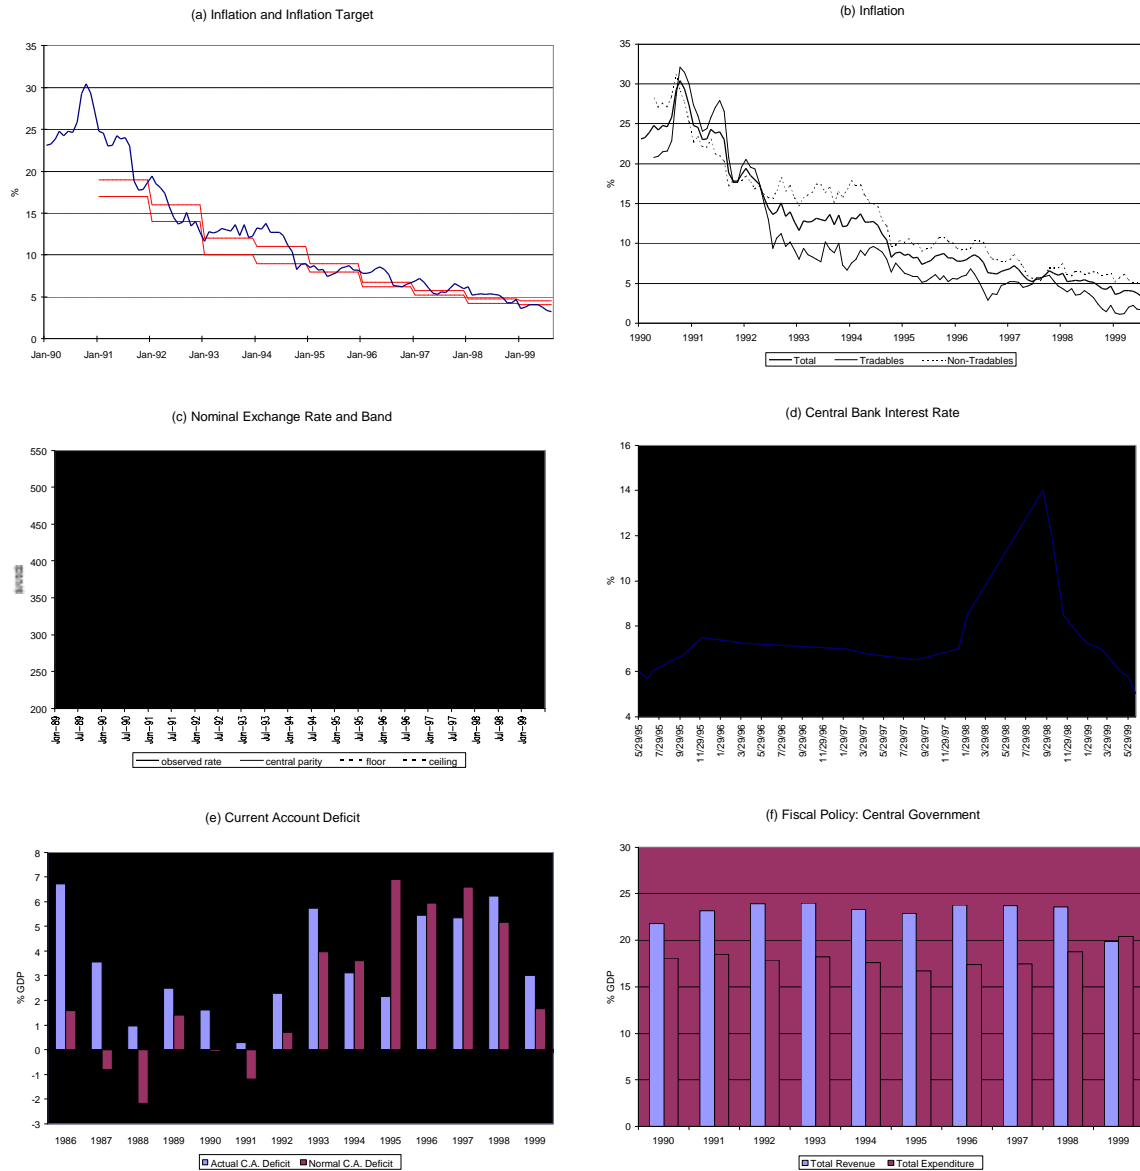 (a) Inflation and Inflation Target
35
30
25
20
15
10
5
0
%
Jan-90 Jan-91 Jan-92 Jan-93 Jan-94 Jan-95 Jan-96 Jan-97 Jan-98 Jan-99
(b) Inflation
35
30
25
20
15
10
5
0
%
1990 1991 1992 1993 1994 1995 1996 1997 1998 1999
Total Tradables Non-Tradables
(c) Nominal Exchange Rate and Band
550
500
450
400
350
300
250
200
Jan-89 Jul-89 Jul-90 Jan-91 Jul-91 Jan-92 Jul-92 Jan-93 Jul-93 Jan-94 Jul-94 Jan-95 Jul-95 Jan-96 Jul-96 Jan-97 Jul-97 Jan-98 Jul-98 Jan-99
observed rate central parity floor ceiling
(d) Central Bank Interest Rate
16
14
12
10
8
6
4
%
5/29/95 7/29/95 9/29/95 11/29/95 1/29/96 3/29/96 5/29/96 7/29/96 9/29/96 11/29/96 1/29/97 3/29/97 5/29/97 7/29/97 9/29/97 11/29/97 1/29/98 3/29/98 5/29/98 7/29/98 9/29/98 11/29/98 1/29/99 3/29/99 5/29/99
(e) Current Account Deficit
8
7
6
5
4
3
2
1
0
-1
-2
-3
% GDP
1986 1987 1988 1989 1990 1991 1992 1993 1994 1995 1996 1997 1998 1999
Actual C.A. Deficit Normal C.A. Deficit
(f) Fiscal Policy: Central Government
30
25
20
15
10
5
0
% GDP
1990 1991 1992 1993 1994 1995 1996 1997 1998 1999
Total Revenue Total Expenditure